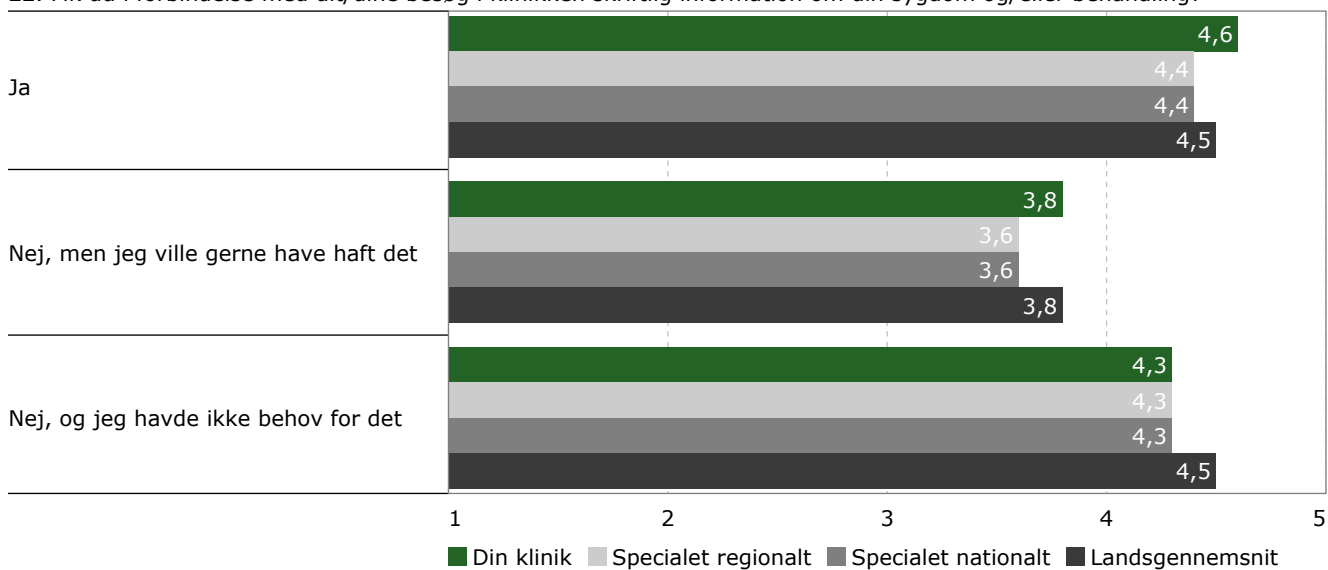 Ja
4,6
4,4
4,4
4,5
Nej, men jeg ville gerne have haft det
3,8
3,6
3,6
3,8
Nej, og jeg havde ikke behov for det
4,3
4,3
4,3
4,5
1 2 3 4 5
Din klinik Specialet regionalt Specialet nationalt Landsgennemsnit